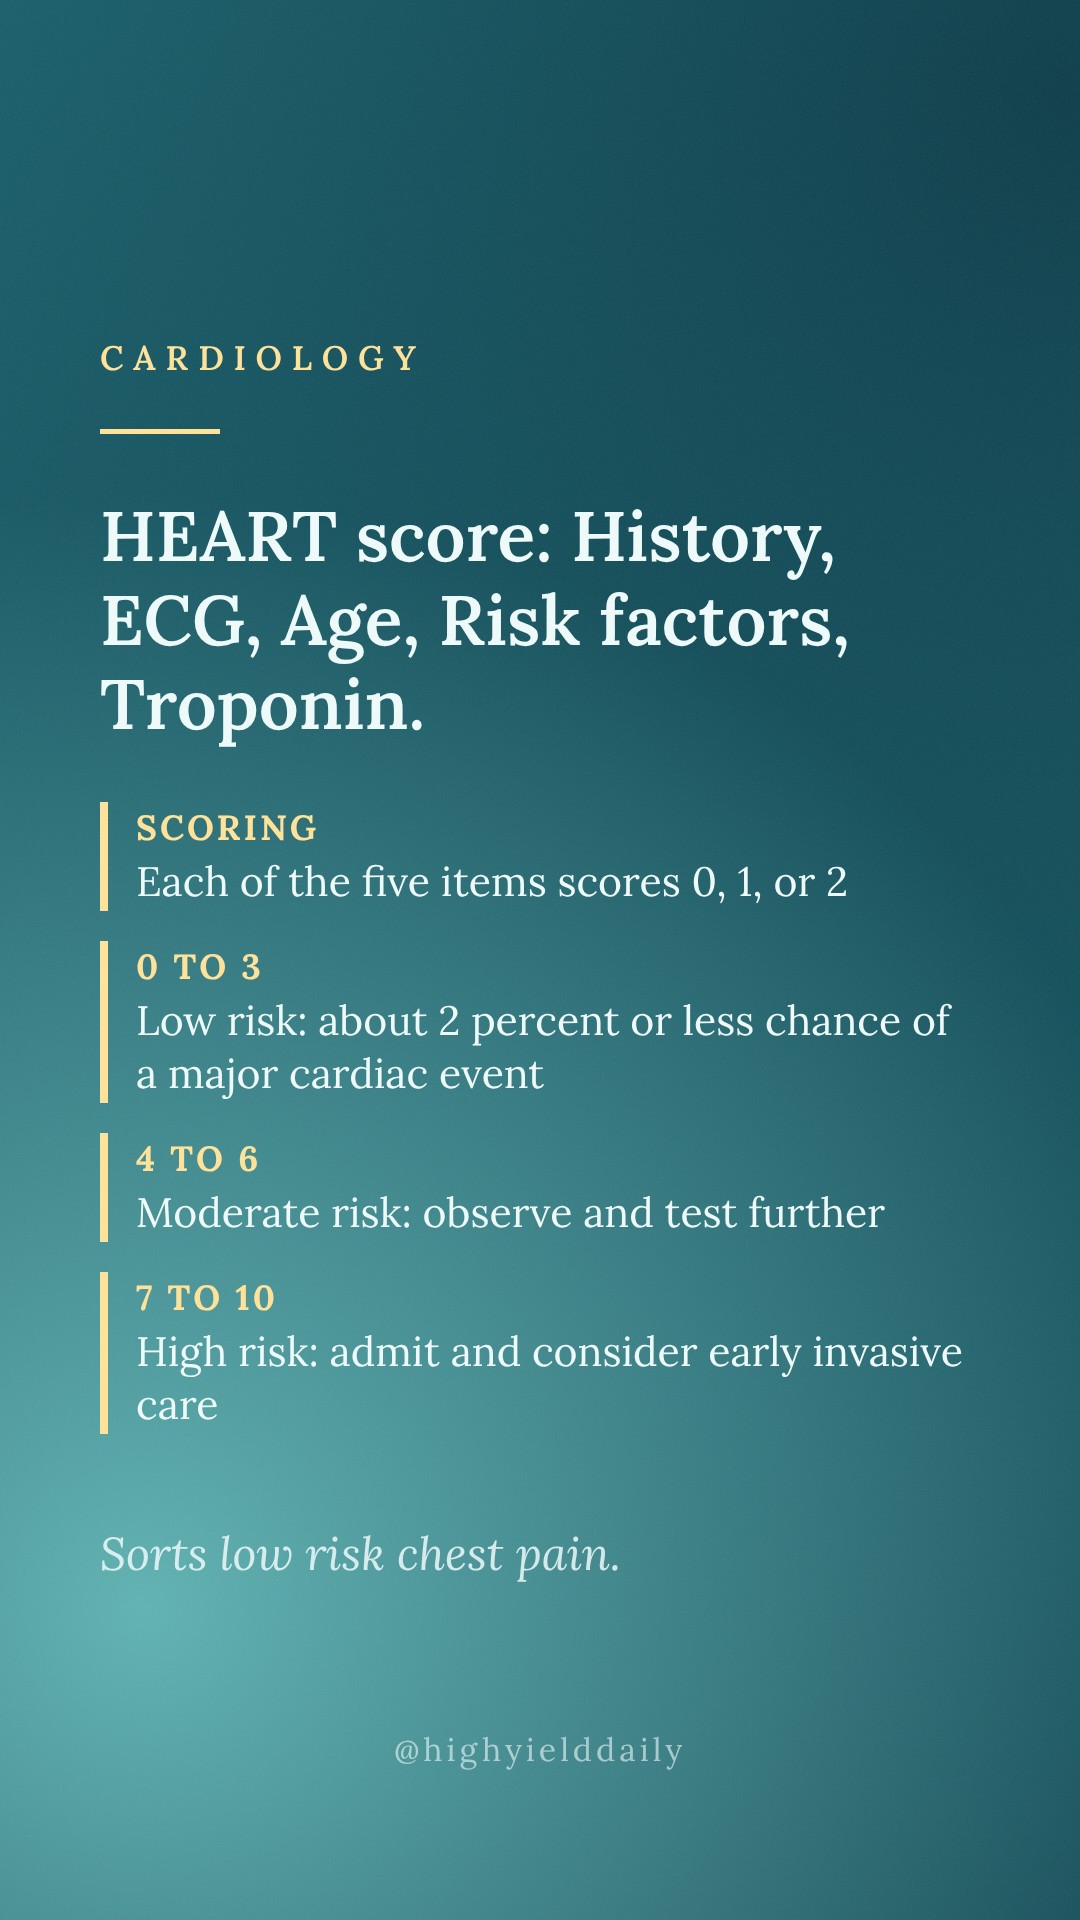 CARDIOLOGY
HEART score: History,
ECG, Age, Risk factors,
Troponin.
SCORING
Each of the five items scores 0, 1, or 2
0 TO 3
Low risk: about 2 percent or less chance of
a major cardiac event
4 TO 6
Moderate risk: observe and test further
7 TO 10
High risk: admit and consider early invasive
care
Sorts low risk chest pain.
@highyielddaily